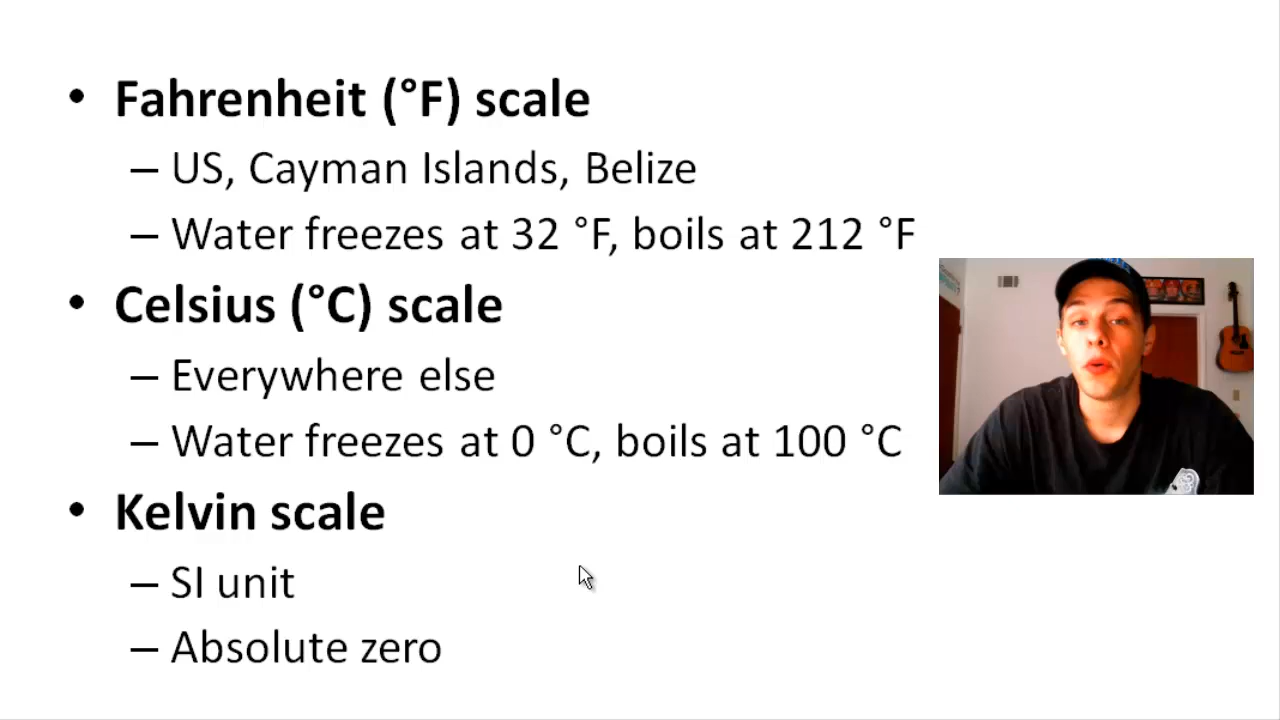 • Fahrenheit (°F) scale
– US, Cayman Islands, Belize
– Water freezes at 32 °F, boils at 212 °F
• Celsius (°C) scale
– Everywhere else
– Water freezes at 0 °C, boils at 100 °C
• Kelvin scale
– SI unit
– Absolute zero